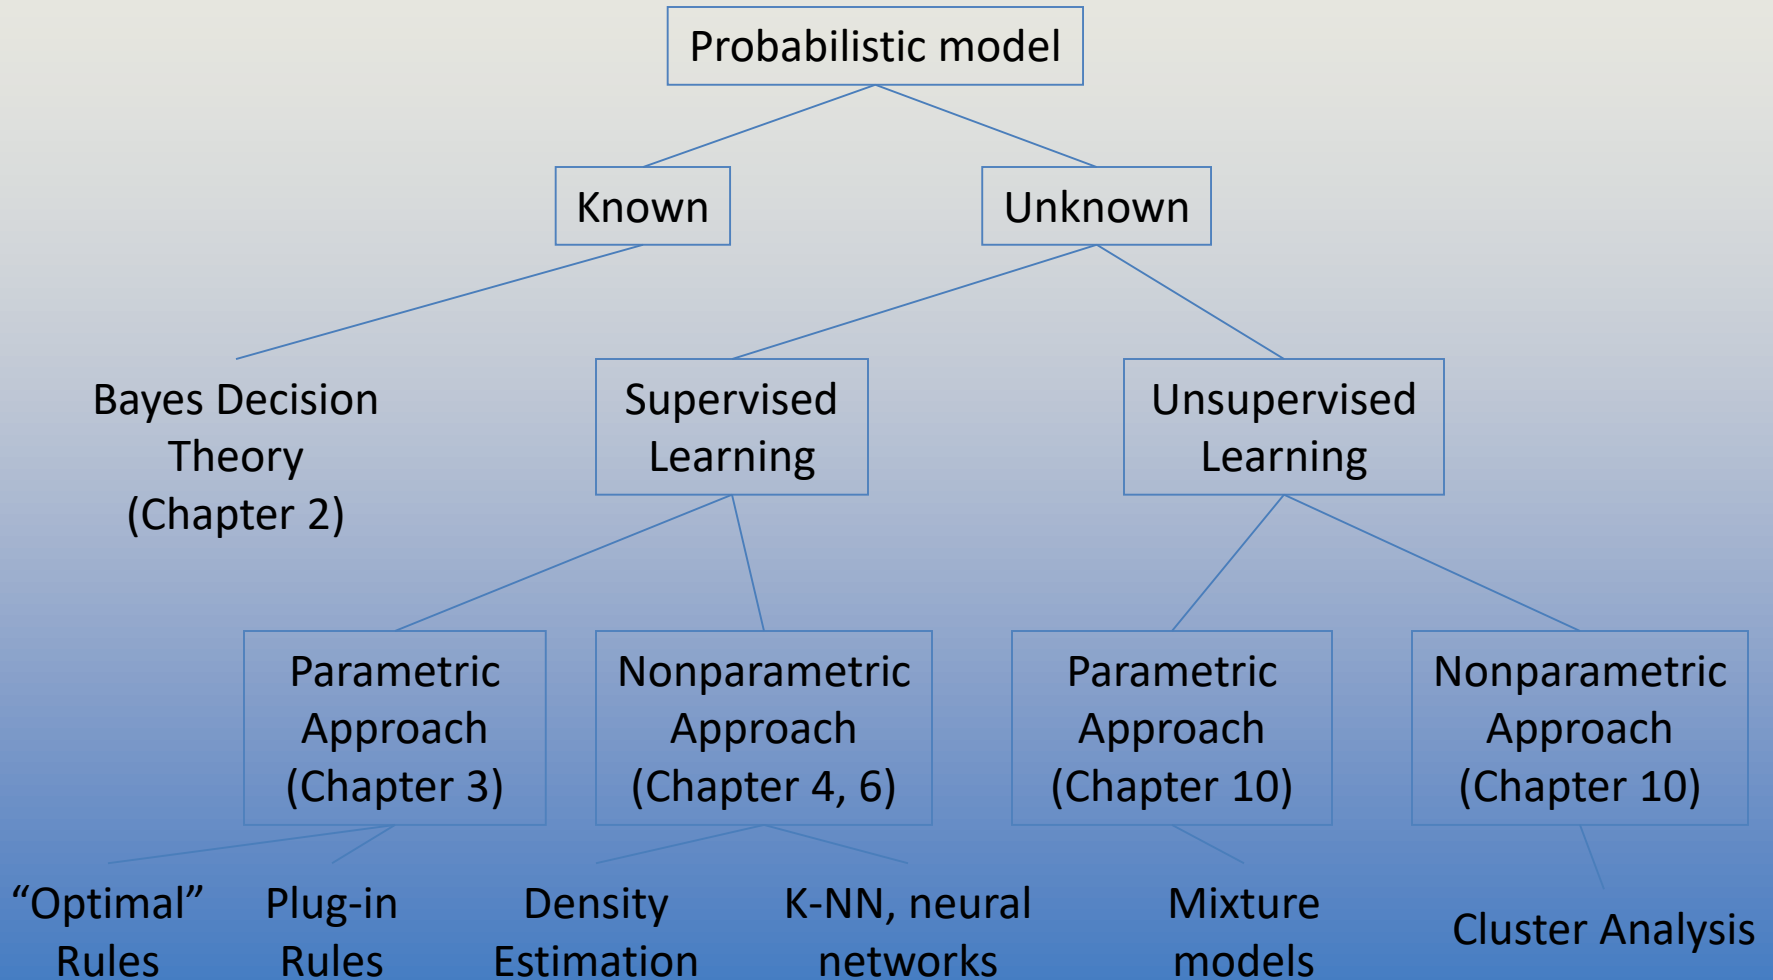 Probabilistic model
Known
Unknown
Bayes Decision
Theory
(Chapter 2)
Supervised
Learning
Unsupervised
Learning
Parametric
Approach
(Chapter 3)
Nonparametric
Approach
(Chapter 4, 6)
Parametric
Approach
(Chapter 10)
Nonparametric
Approach
(Chapter 10)
“Optimal”
Rules
Plug-in
Rules
Density
Estimation
K-NN, neural
networks
Mixture
models
Cluster Analysis